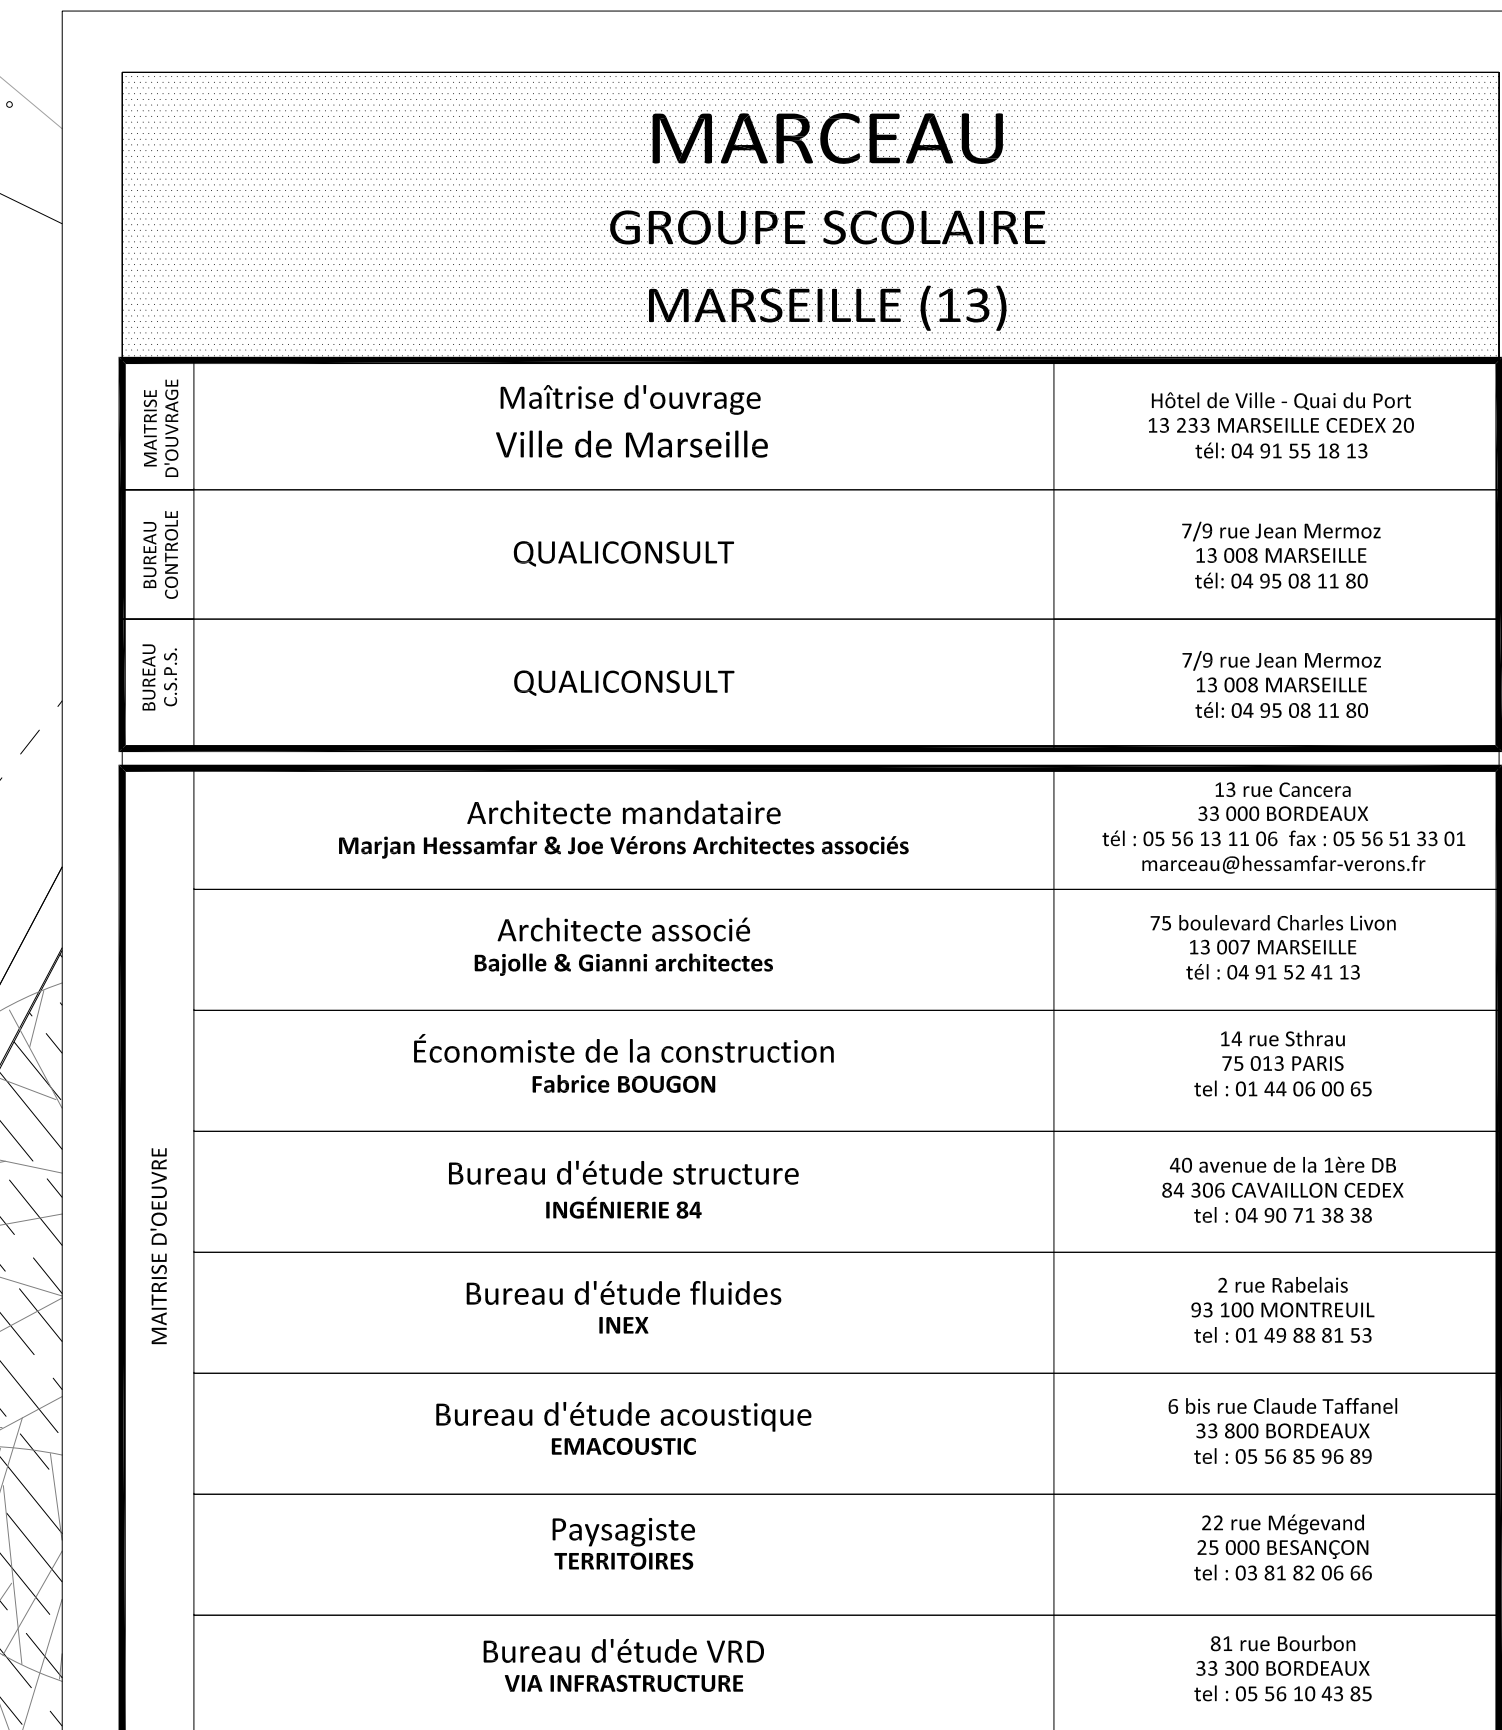 MARCEAU
GROUPE SCOLAIRE
MARSEILLE (13)
MAITRISE
D'OUVRAGE
Maîtrise d'ouvrage
Ville de Marseille
Hôtel de Ville - Quai du Port
13 233 MARSEILLE CEDEX 20
tél: 04 91 55 18 13
BUREAU
CONTROLE
QUALICONSULT
7/9 rue Jean Mermoz
13 008 MARSEILLE
tél: 04 95 08 11 80
BUREAU
C.S.P.S.
QUALICONSULT
7/9 rue Jean Mermoz
13 008 MARSEILLE
tél: 04 95 08 11 80
MAITRISE D'OEUVRE
Architecte mandataire
Marjan Hessamfar & Joe Vérons Architectes associés
13 rue Cancera
33 000 BORDEAUX
tél : 05 56 13 11 06 fax : 05 56 51 33 01
marceau@hessamfar-verons.fr
Architecte associé
Bajolle & Gianni architectes
75 boulevard Charles Livon
13 007 MARSEILLE
tél : 04 91 52 41 13
Économiste de la construction
Fabrice BOUGON
14 rue Sthrau
75 013 PARIS
tel : 01 44 06 00 65
Bureau d'étude structure
INGÉNIERIE 84
40 avenue de la 1ère DB
84 306 CAVAILLON CEDEX
tel : 04 90 71 38 38
Bureau d'étude fluides
INEX
2 rue Rabelais
93 100 MONTREUIL
tel : 01 49 88 81 53
Bureau d'étude acoustique
EMACOUSTIC
6 bis rue Claude Taffanel
33 800 BORDEAUX
tel : 05 56 85 96 89
Paysagiste
TERRITOIRES
22 rue Mégevand
25 000 BESANÇON
tel : 03 81 82 06 66
Bureau d'étude VRD
VIA INFRASTRUCTURE
81 rue Bourbon
33 300 BORDEAUX
tel : 05 56 10 43 85